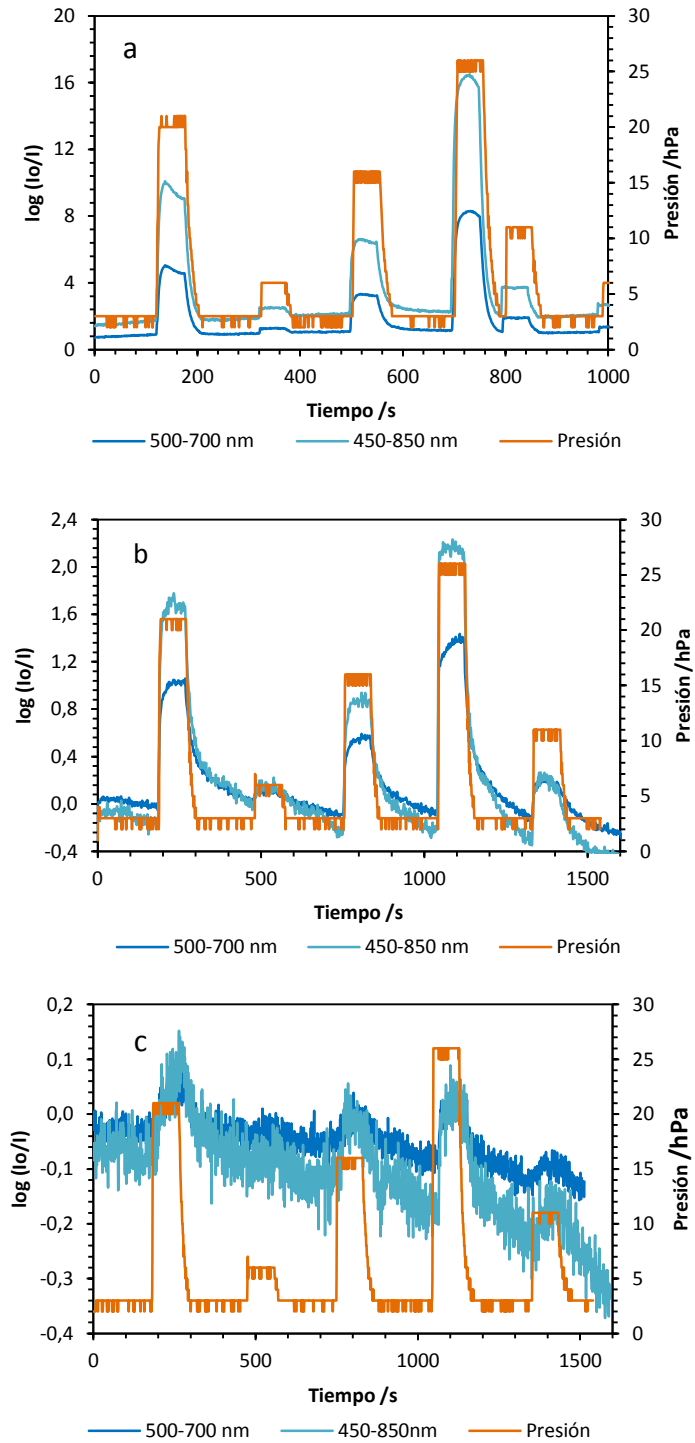 a
log (Io/I)
20
16
12
8
4
0
Presión /hPa
30
25
20
15
10
5
0
0 200 400 600 800 1000
Tiempo /s
500-700 nm 450-850 nm Presión
b
log (Io/I)
2,4
2,0
1,6
1,2
0,8
0,4
0,0
-0,4
Presión /hPa
30
25
20
15
10
5
0
0 500 1000 1500
Tiempo /s
500-700 nm 450-850 nm Presión
c
log (Io/I)
0,2
0,1
0,0
-0,1
-0,2
-0,3
-0,4
Presión /hPa
30
25
20
15
10
5
0
0 500 1000 1500
Tiempo /s
500-700 nm 450-850nm Presión